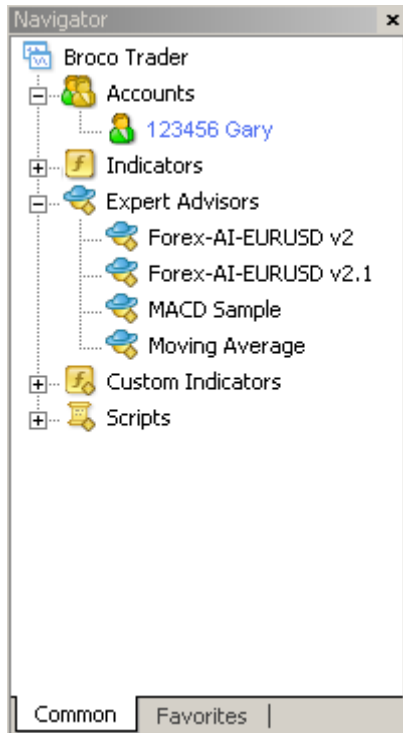 Navigator
Broco Trader
Accounts
123456 Gary
Indicators
Expert Advisors
Forex-AI-EURUSD v2
Forex-AI-EURUSD v2.1
MACD Sample
Moving Average
Custom Indicators
Scripts
Common Favorites